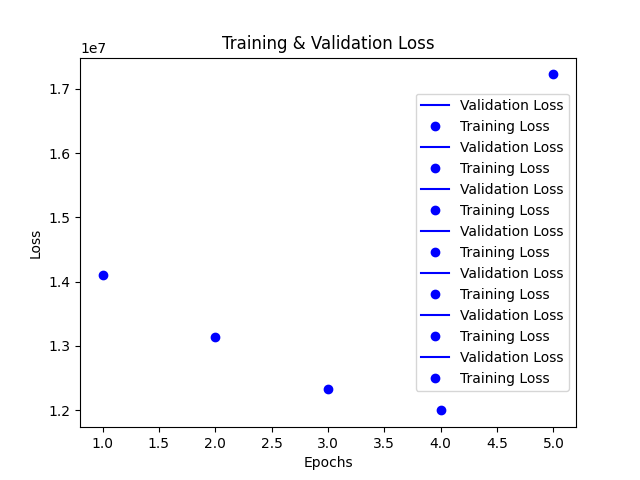 Training & Validation Loss
1e7
1.7
1.6
1.5
1.4
1.3
1.2
Loss
Validation Loss
Training Loss
Validation Loss
Training Loss
Validation Loss
Training Loss
Validation Loss
Training Loss
Validation Loss
Training Loss
Validation Loss
Training Loss
Validation Loss
Training Loss
1.0 1.5 2.0 2.5 3.0 3.5 4.0 4.5 5.0
Epochs